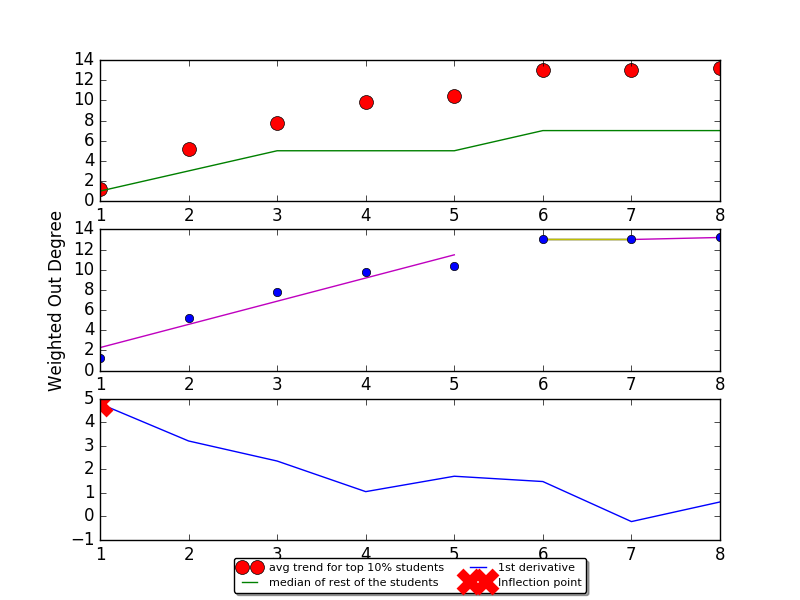 14
12
10
8
6
4
2
0
1 2 3 4 5 6 7 8
Weighted Out Degree
14
12
10
8
6
4
2
0
1 2 3 4 5 6 7 8
5
4
3
2
1
0
−1
1 2 3 4 5 6 7 8
avg trend for top 10% students
median of rest of the students
1st derivative
Inflection point